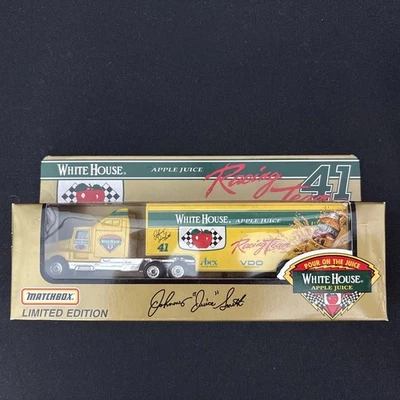 WHITE HOUSE®
APPLE JUICE
Racing Team 41
WHITE HOUSE®
APPLE JUICE
Racing Team
41
Apex
VDO
MATCHBOX
LIMITED EDITION
Johnny "Juice" Smith
POUR ON THE JUICE
WHITE HOUSE
APPLE JUICE